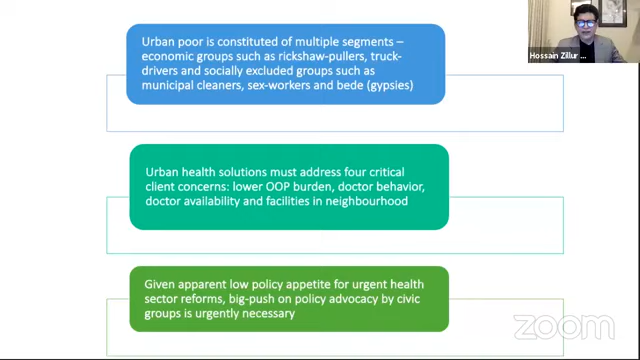 Urban poor is constituted of multiple segments –
economic groups such as rickshaw-pullers, truck-
drivers and socially excluded groups such as
municipal cleaners, sex-workers and bede (gypsies)
Hossain Zillur ...
Urban health solutions must address four critical
client concerns: lower OOP burden, doctor behavior,
doctor availability and facilities in neighbourhood
Given apparent low policy appetite for urgent health
sector reforms, big-push on policy advocacy by civic
groups is urgently necessary
zoom